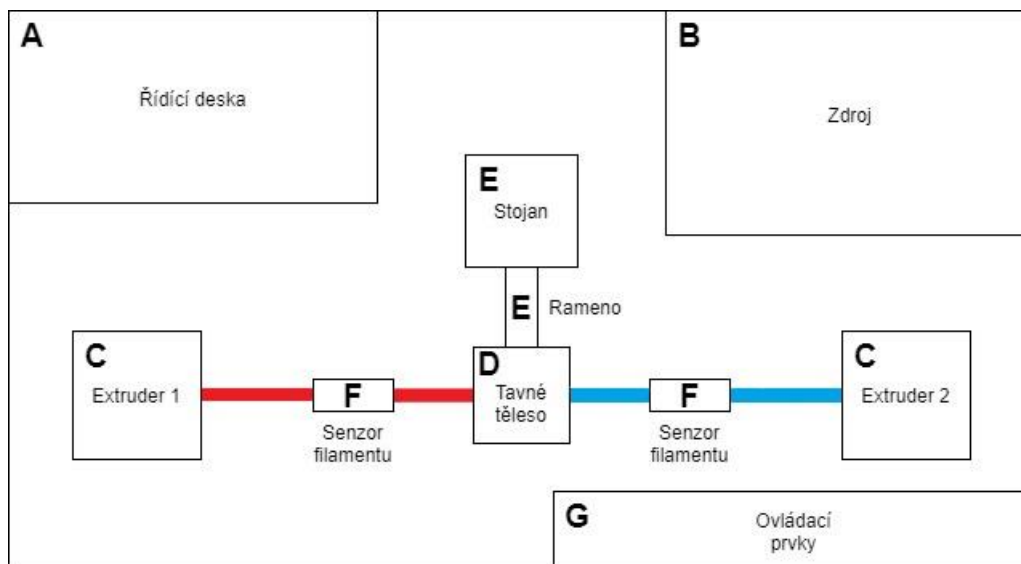 A
Řídící deska
B
Zdroj
E
Stojan
E
Rameno
C
Extruder 1
F
Senzor
filamentu
D
Tavné
těleso
F
Senzor
filamentu
C
Extruder 2
G
Ovládací
prvky